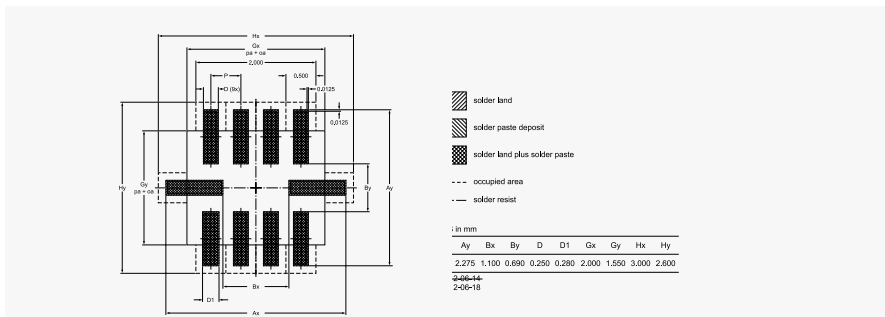 Hx
Gx
pa + oa
2.000
P
0.500
D (9x)
0.0125
0.0125
Hy
Gy
pa + oa
By
Ay
Bx
D1
Ax
solder land
solder paste deposit
solder land plus solder paste
occupied area
solder resist
in mm
Ay Bx By D D1 Gx Gy Hx Hy
2.275 1.100 0.690 0.250 0.280 2.000 1.550 3.000 2.600
2-06-14
2-06-18